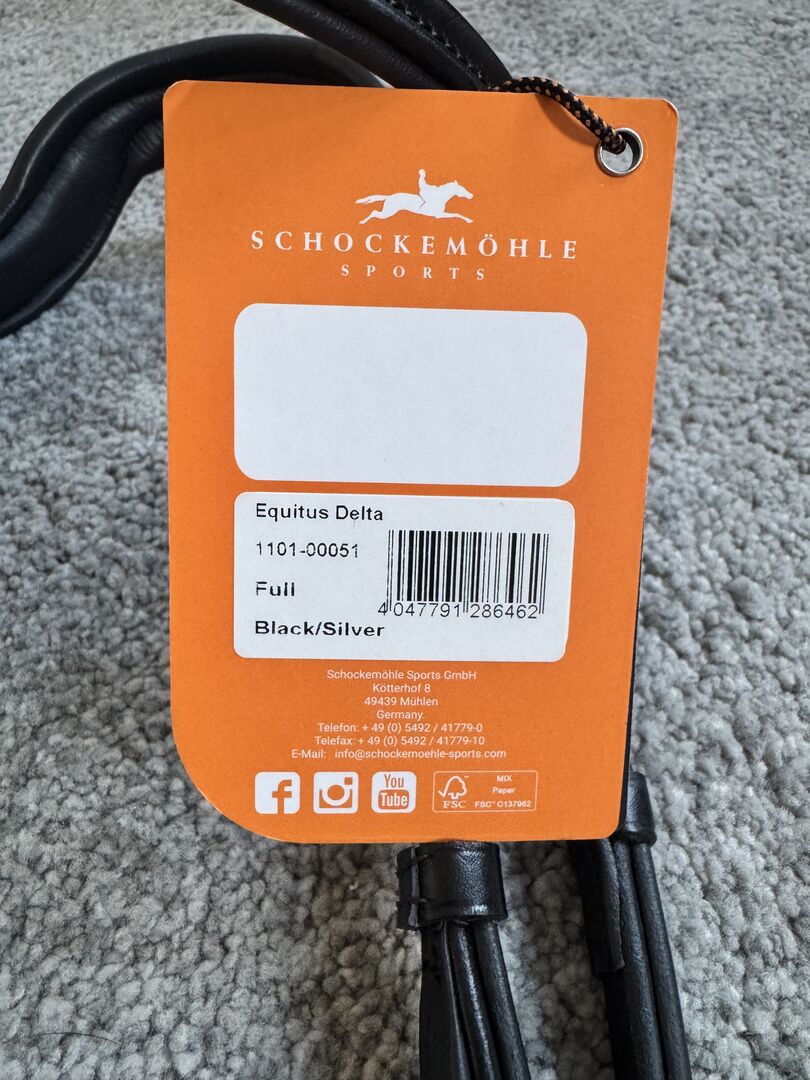 SCHOCKEMÖHLE
SPORTS
Equitus Delta
1101-00051
Full
4 047791 286462
Black/Silver
Schockemöhle Sports GmbH
Kötterhof 8
49439 Mühlen
Germany.
Telefon: + 49 (0) 5492 / 41779-0
Telefax: + 49 (0) 5492 / 41779-10
E-Mail: info@schockemoehle-sports.com
f
You
Tube
FSC
MIX
Paper
FSC™ C137962